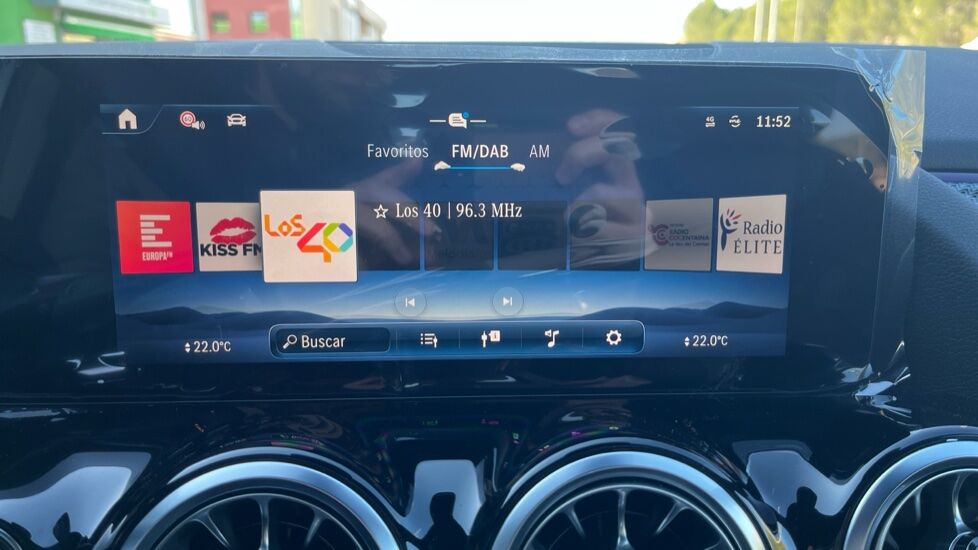 60
4G
11:52
Favoritos FM/DAB AM
EUROPA FM
KISS FM
LOS
40
Los 40 | 96.3 MHz
RADIO COCENTAINA
Radio
ÉLITE
22.0°C
Buscar
22.0°C